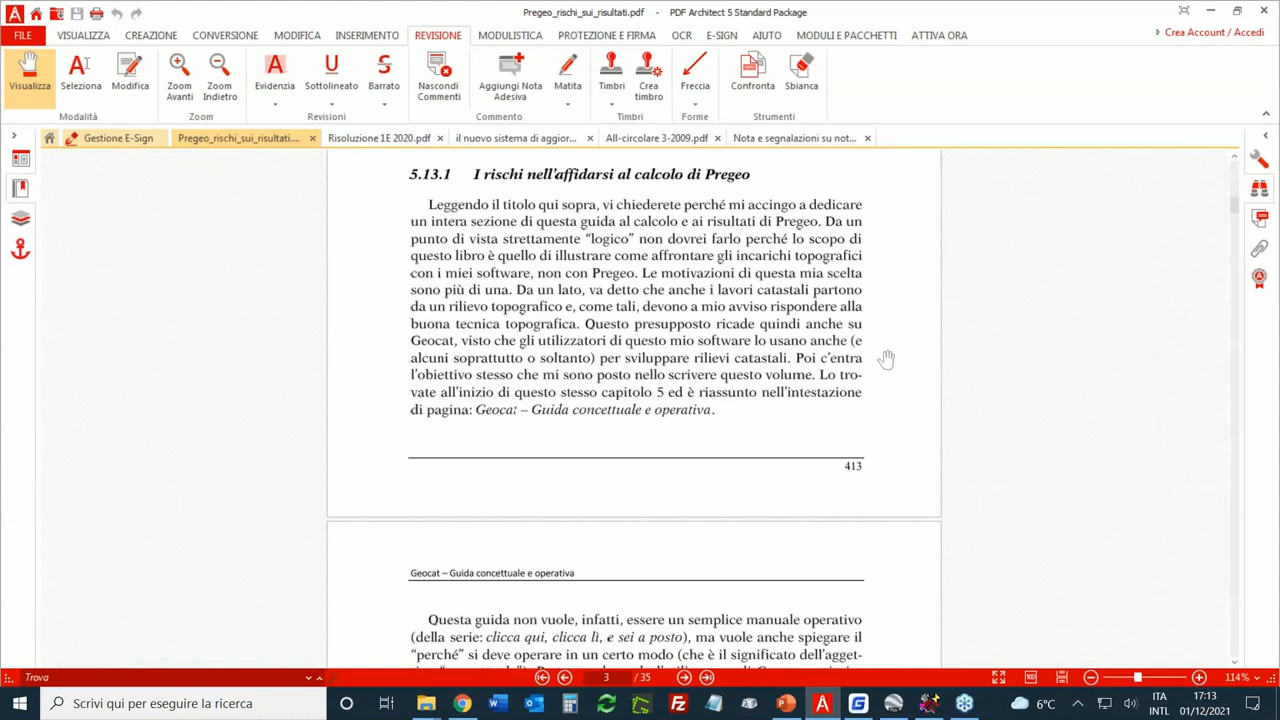 Pregeo_rischi_sui_risultati.pdf - PDF Architect 5 Standard Package
FILE VISUALIZZA CREAZIONE CONVERSIONE MODIFICA INSERIMENTO REVISIONE MODULISTICA PROTEZIONE E FIRMA OCR E-SIGN AIUTO MODULI E PACCHETTI ATTIVA ORA Crea Account / Accedi
Visualizza Seleziona Modifica Zoom Avanti Zoom Indietro Evidenzia Sottolineato Barrato Nascondi Commenti Aggiungi Nota Adesiva Matita Timbri Crea timbro Freccia Confronta Sbianca
Modalità Zoom Revisioni Commento Timbri Forme Strumenti
Gestione E-Sign Pregeo_rischi_sui_risultati.... Risoluzione 1E 2020.pdf il nuovo sistema di aggior... All-circolare 3-2009.pdf Nota e segnalazioni su not...
5.13.1 I rischi nell'affidarsi al calcolo di Pregeo
Leggendo il titolo qui sopra, vi chiederete perché mi accingo a dedicare
un intera sezione di questa guida al calcolo e ai risultati di Pregeo. Da un
punto di vista strettamente “logico” non dovrei farlo perché lo scopo di
questo libro è quello di illustrare come affrontare gli incarichi topografici
con i miei software, non con Pregeo. Le motivazioni di questa mia scelta
sono più di una. Da un lato, va detto che anche i lavori catastali partono
da un rilievo topografico e, come tali, devono a mio avviso rispondere alla
buona tecnica topografica. Questo presupposto ricade quindi anche su
Geocat, visto che gli utilizzatori di questo mio software lo usano anche (e
alcuni soprattutto o soltanto) per sviluppare rilievi catastali. Poi c'entra
l'obiettivo stesso che mi sono posto nello scrivere questo volume. Lo tro-
vate all'inizio di questo stesso capitolo 5 ed è riassunto nell'intestazione
di pagina: Geocat – Guida concettuale e operativa.
413
Geocat – Guida concettuale e operativa
Questa guida non vuole, infatti, essere un semplice manuale operativo
(della serie: clicca qui, clicca lì, e sei a posto), ma vuole anche spiegare il
“perché” si deve operare in un certo modo (che è il significato dell'agget-
Trova 3 / 35 114%
Scrivi qui per eseguire la ricerca 6°C ITA INTL 17:13 01/12/2021